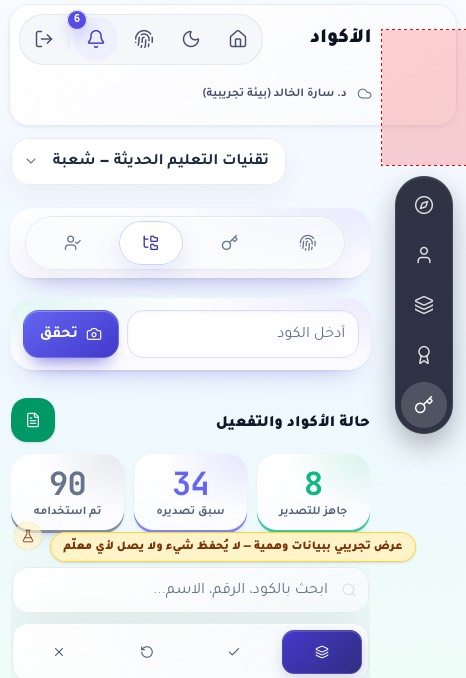 الأكواد
6
د. سارة الخالد (بيئة تجريبية)
تقنيات التعليم الحديثة – شعبة
أدخل الكود
تحقق
حالة الأكواد والتفعيل
8
جاهز للتصدير
34
سبق تصديره
90
تم استخدامه
عرض تجريبي ببيانات وهمية – لا يُحفظ شيء ولا يصل لأي معلّم
ابحث بالكود، الرقم، الاسم...